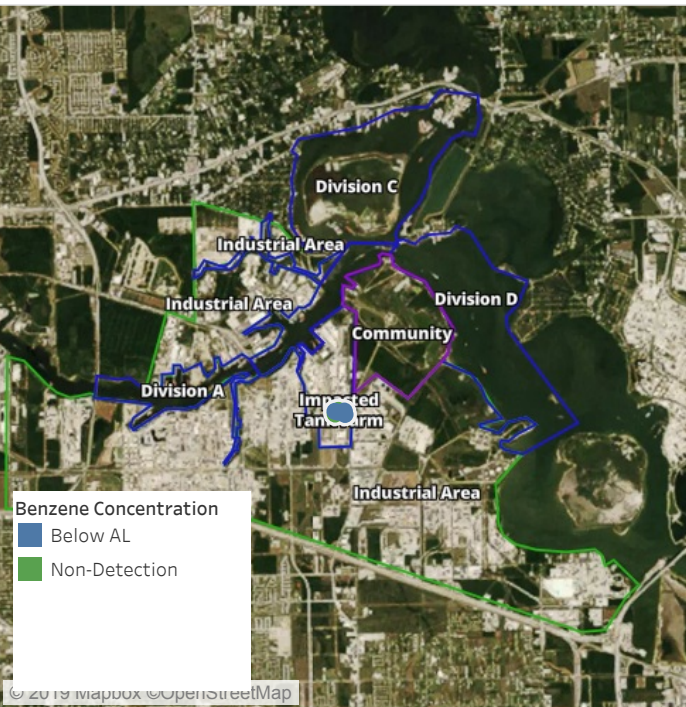 Division C
Industrial Area
Division D
Industrial Area
Community
Division A
Impacted
Tank Farm
Industrial Area
Benzene Concentration
Below AL
Non-Detection
© 2019 Mapbox ©OpenStreetMap